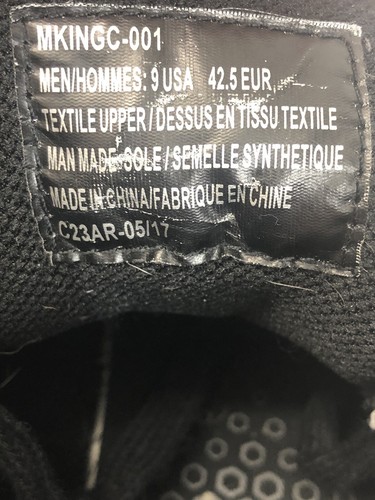 MKINGC-001
MEN/HOMMES: 9 USA 42.5 EUR
TEXTILE UPPER / DESSUS EN TISSU TEXTILE
MAN MADE SOLE / SEMELLE SYNTHETIQUE
MADE IN CHINA/FABRIQUE EN CHINE
C23AR-05/17